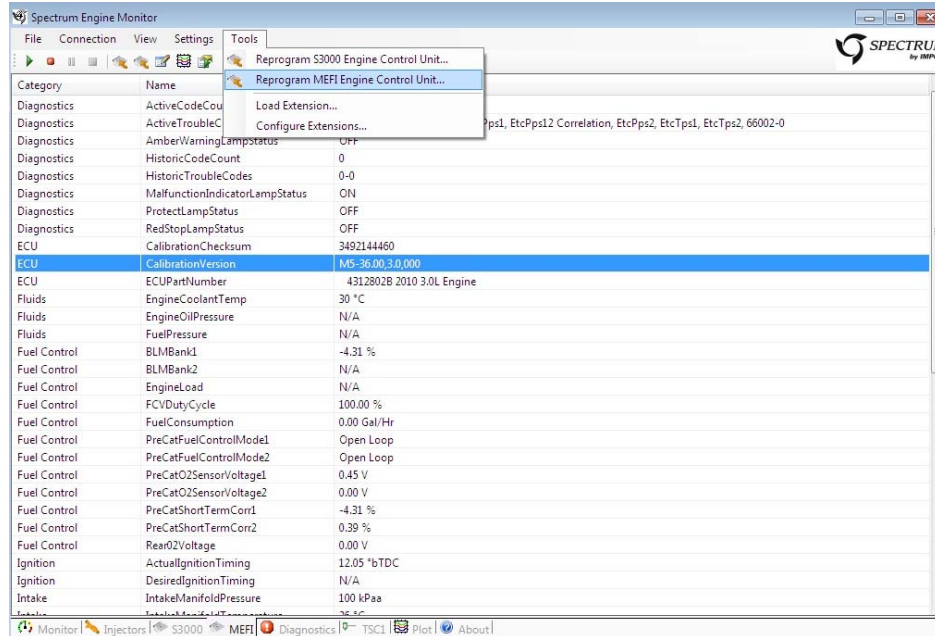 Spectrum Engine Monitor
File Connection View Settings Tools
SPECTRU
by IMP
Reprogram S3000 Engine Control Unit...
Reprogram MEFI Engine Control Unit...
Load Extension...
Configure Extensions...
Category Name
Diagnostics ActiveCodeCou
Diagnostics ActiveTroubleC Pps1, EtcPps12 Correlation, EtcPps2, EtcTps1, EtcTps2, 66002-0
Diagnostics AmberWarningLampStatus OFF
Diagnostics HistoricCodeCount 0
Diagnostics HistoricTroubleCodes 0-0
Diagnostics MalfunctionIndicatorLampStatus ON
Diagnostics ProtectLampStatus OFF
Diagnostics RedStopLampStatus OFF
ECU CalibrationChecksum 3492144460
ECU CalibrationVersion M5-36.00,3.0,000
ECU ECUPartNumber 4312802B 2010 3.0L Engine
Fluids EngineCoolantTemp 30 °C
Fluids EngineOilPressure N/A
Fluids FuelPressure N/A
Fuel Control BLMBank1 -4.31 %
Fuel Control BLMBank2 N/A
Fuel Control EngineLoad N/A
Fuel Control FCVDutyCycle 100.00 %
Fuel Control FuelConsumption 0.00 Gal/Hr
Fuel Control PreCatFuelControlMode1 Open Loop
Fuel Control PreCatFuelControlMode2 Open Loop
Fuel Control PreCatO2SensorVoltage1 0.45 V
Fuel Control PreCatO2SensorVoltage2 0.00 V
Fuel Control PreCatShortTermCorr1 -4.31 %
Fuel Control PreCatShortTermCorr2 0.39 %
Fuel Control Rear02Voltage 0.00 V
Ignition ActualIgnitionTiming 12.05 °bTDC
Ignition DesiredIgnitionTiming N/A
Intake IntakeManifoldPressure 100 kPaa
Intake IntakeManifoldTemperature 26 °C
Monitor Injectors S3000 MEFI Diagnostics TSC1 Plot About